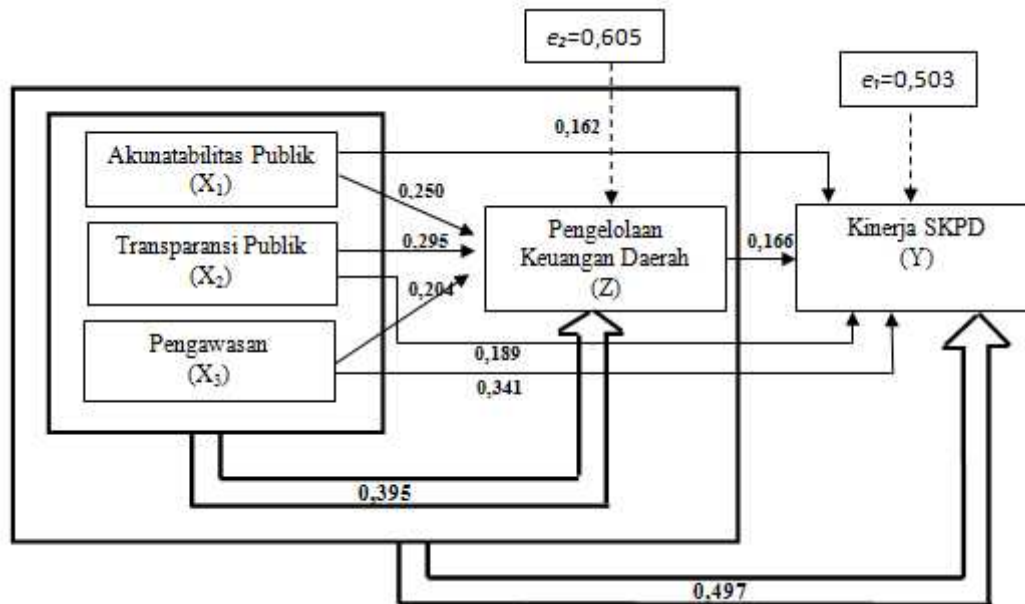 e₂=0,605
e₁=0,503
0,162
Akunatabilitas Publik
(X₁)
0,250
Transparansi Publik
(X₂)
0,295
Pengelolaan
Keuangan Daerah
(Z)
0,166
Kinerja SKPD
(Y)
0,204
Pengawasan
(X₃)
0,189
0,341
0,395
0,497